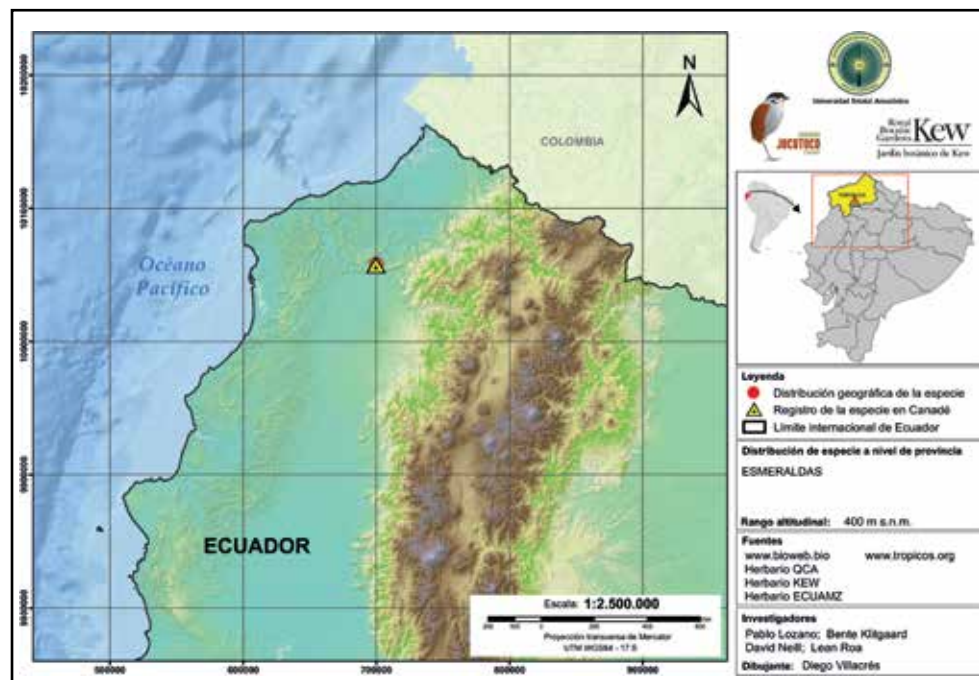 N
COLOMBIA
Océano
Pacífico
ECUADOR
10200000
10100000
10000000
500000
600000
700000
800000
900000
Escala: 1:2.500.000
Proyección transversa de Mercator
UTM WGS84 - 17 S
Universidad Estatal Amazónica
JOCOTOCO
Royal
Botanic
Gardens
Kew
Jardín botánico de Kew
Leyenda
Distribución geográfica de la especie
Registro de la especie en Canadé
Límite internacional de Ecuador
Distribución de especie a nivel de provincia
ESMERALDAS
Rango altitudinal: 400 m s.n.m.
Fuentes
www.bioweb.bio www.tropicos.org
Herbario QCA
Herbario KEW
Herbario ECUAMZ
Investigadores
Pablo Lozano; Bente Klitgaard
David Neill; Lean Roa
Dibujante: Diego Villacrés